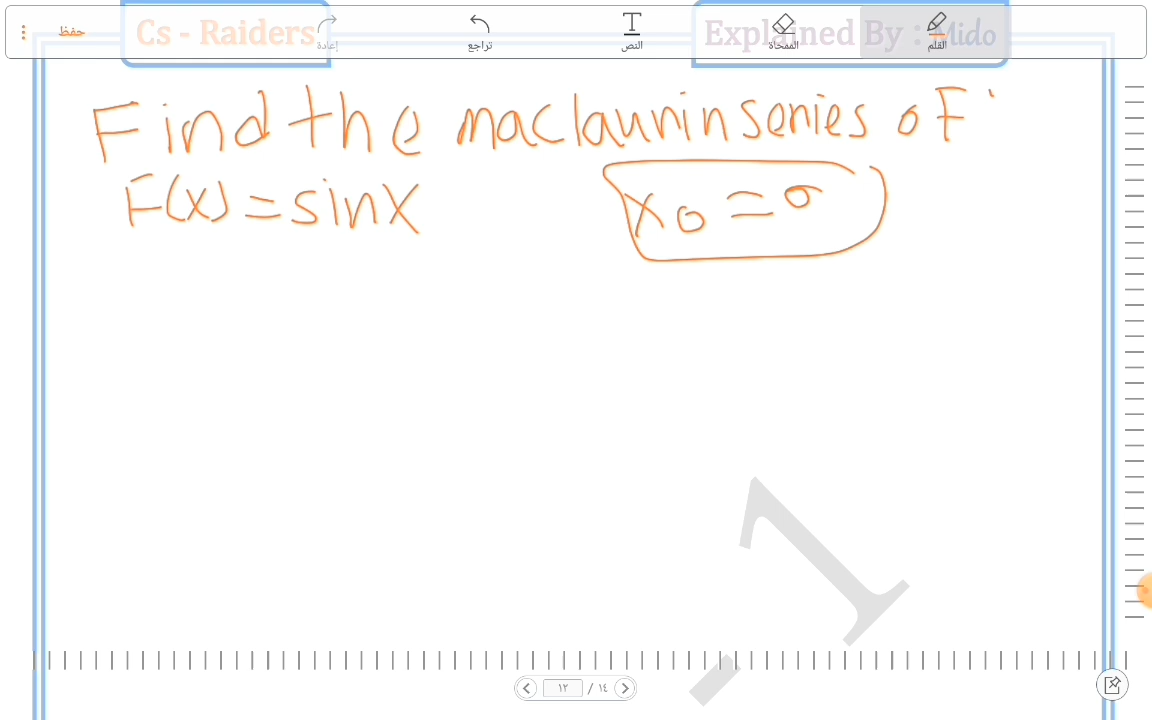 حفظ
Cs - Raiders
إعادة
تراجع
النص
الممحاة
القلم
Explained By : Mido
Find the maclaurin series of
F(x) = sinx
x0 = 0
1
١٢ / ١٤